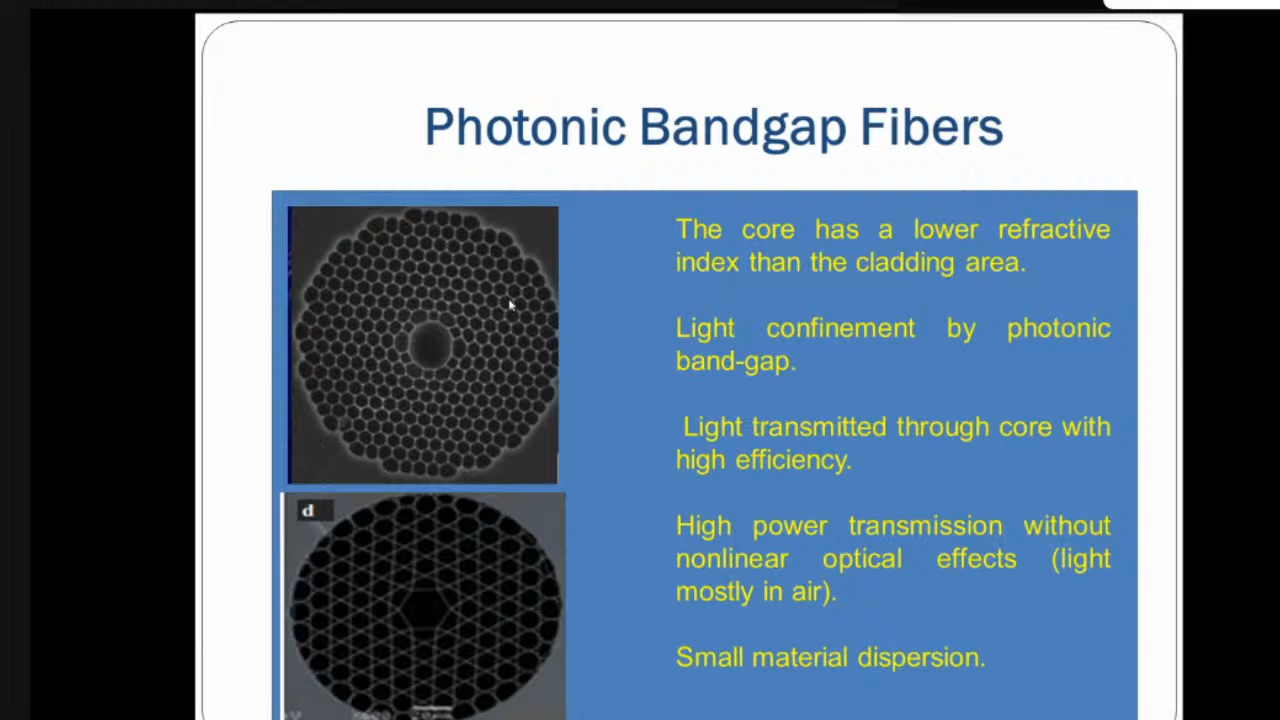 Photonic Bandgap Fibers
The core has a lower refractive
index than the cladding area.
Light confinement by photonic
band-gap.
Light transmitted through core with
high efficiency.
High power transmission without
nonlinear optical effects (light
mostly in air).
Small material dispersion.
d